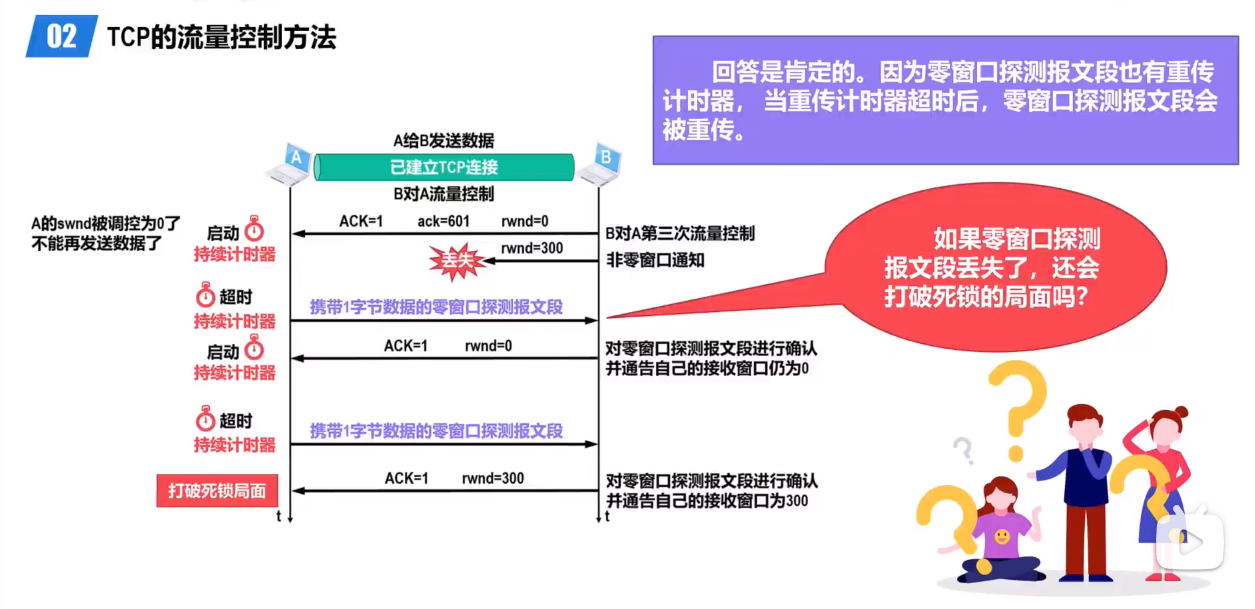 02 TCP的流量控制方法
回答是肯定的。因为零窗口探测报文段也有重传
计时器， 当重传计时器超时后，零窗口探测报文段会
被重传。
A给B发送数据
A
已建立TCP连接
B
B对A流量控制
A的swnd被调控为0了
不能再发送数据了
启动
持续计时器
ACK=1 ack=601 rwnd=0
B对A第三次流量控制
丢失
rwnd=300
非零窗口通知
如果零窗口探测
报文段丢失了，还会
打破死锁的局面吗？
超时
持续计时器
携带1字节数据的零窗口探测报文段
启动
持续计时器
ACK=1 rwnd=0
对零窗口探测报文段进行确认
并通告自己的接收窗口仍为0
超时
持续计时器
携带1字节数据的零窗口探测报文段
打破死锁局面
ACK=1 rwnd=300
对零窗口探测报文段进行确认
并通告自己的接收窗口为300
t
t